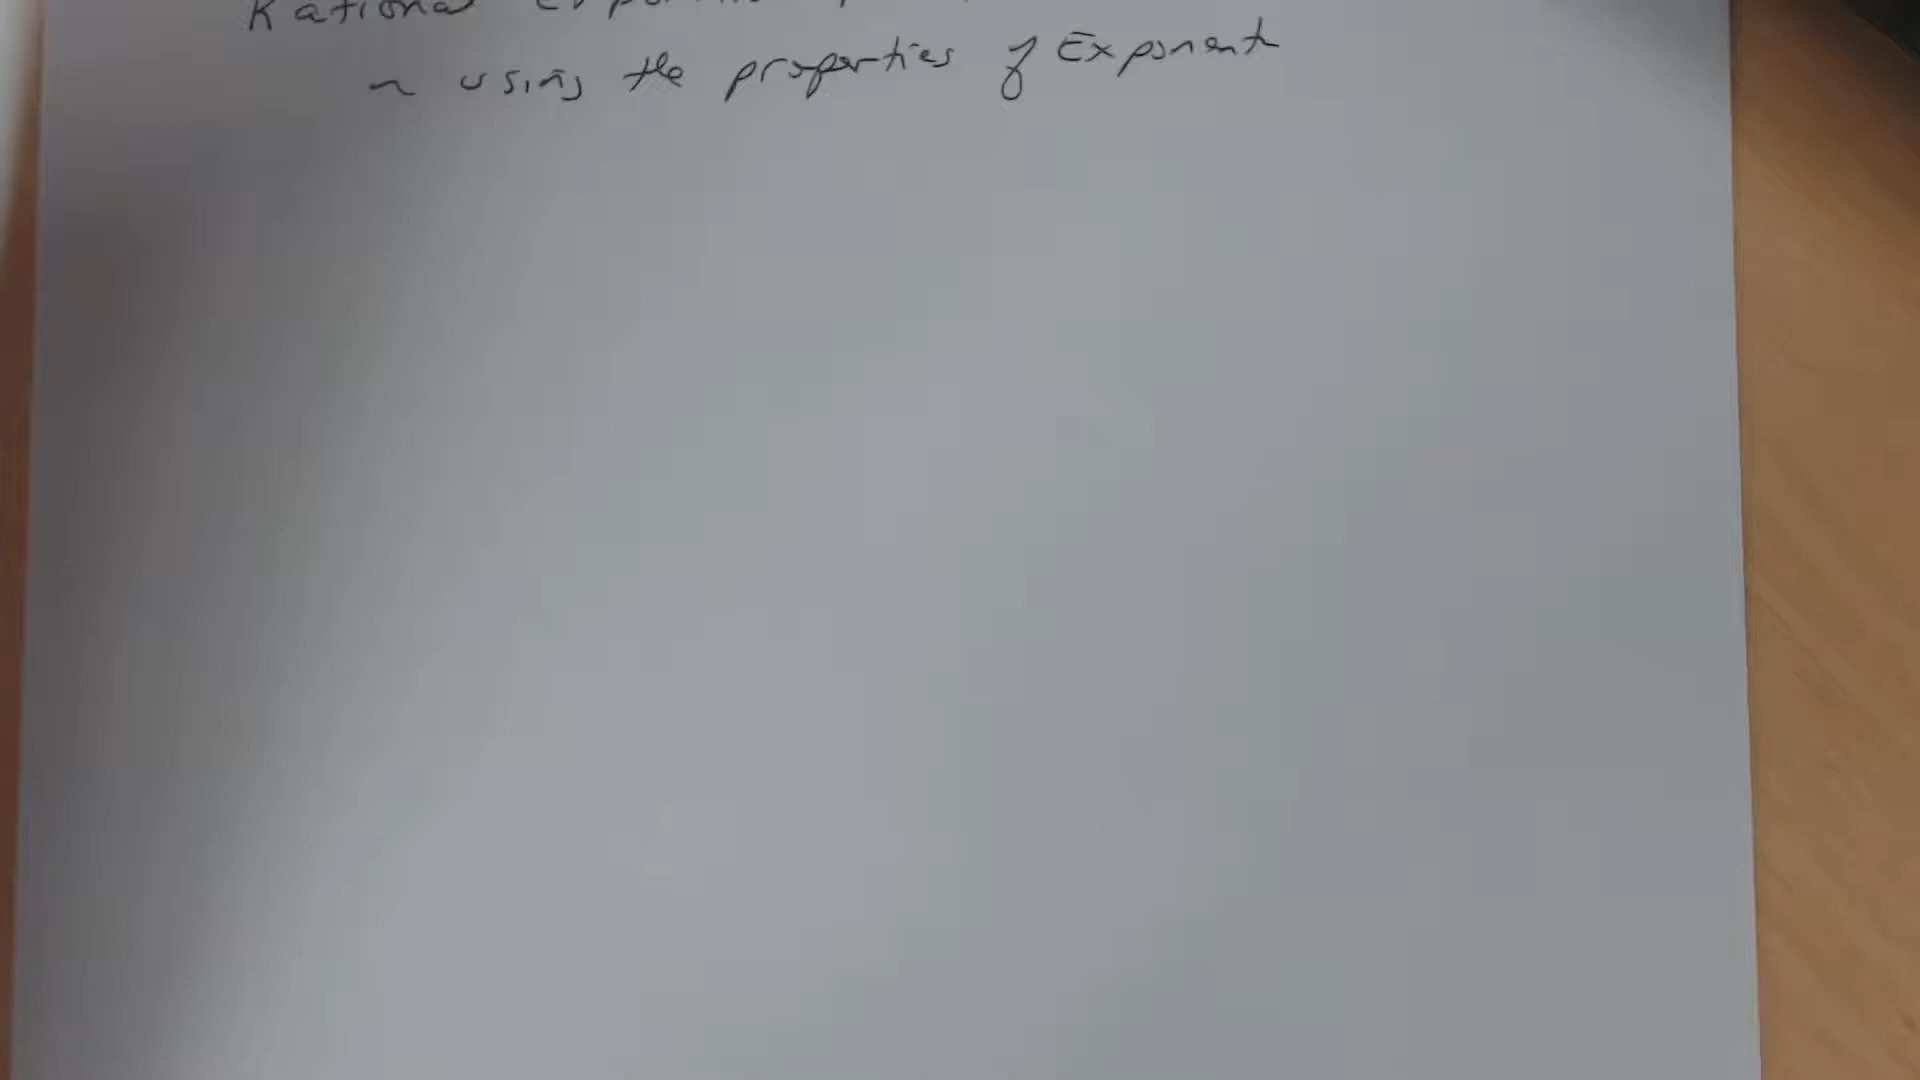 Rational
~ using the properties of Exponent